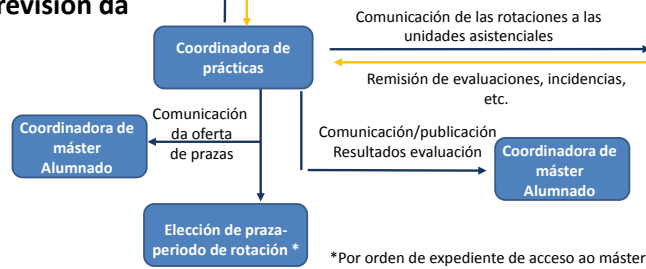 revisión da
Comunicación de las rotaciones a las
unidades asistenciales
Coordinadora de
prácticas
Remisión de evaluaciones, incidencias,
etc.
Comunicación
da oferta
de prazas
Coordinadora de
máster
Alumnado
Comunicación/publicación
Resultados evaluación
Coordinadora de
máster
Alumnado
Elección de praza-
periodo de rotación *
*Por orden de expediente de acceso ao máster